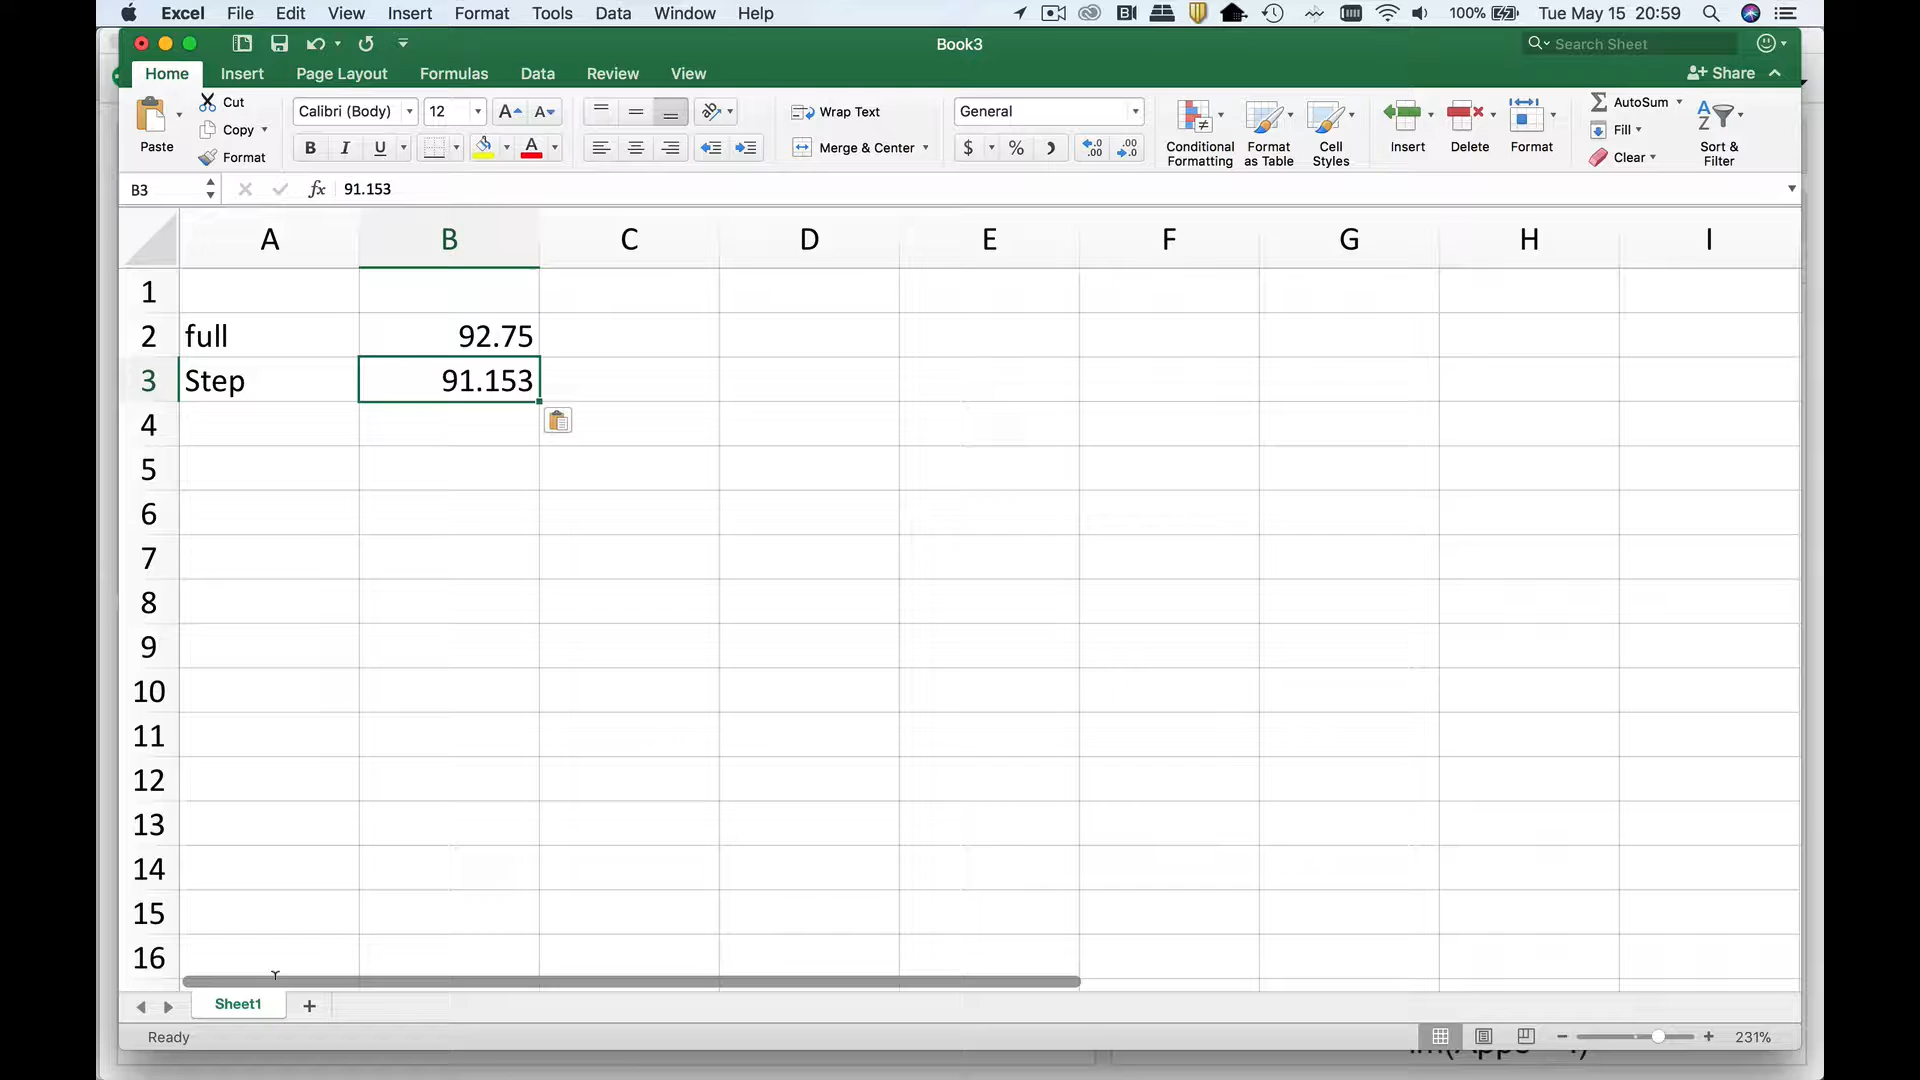 Excel File Edit View Insert Format Tools Data Window Help 100% Tue May 15 20:59
Book3 Search Sheet
Home Insert Page Layout Formulas Data Review View Share
Paste Cut Copy Format
Calibri (Body) 12 A A
B I U A
Wrap Text
Merge & Center
General
$ %
Conditional Formatting
Format as Table
Cell Styles
Insert Delete Format
AutoSum
Fill
Clear
Sort & Filter
B3 fx 91.153
A B C D E F G H I
1
2 full 92.75
3 Step 91.153
4
5
6
7
8
9
10
11
12
13
14
15
16
Sheet1 +
Ready 231%